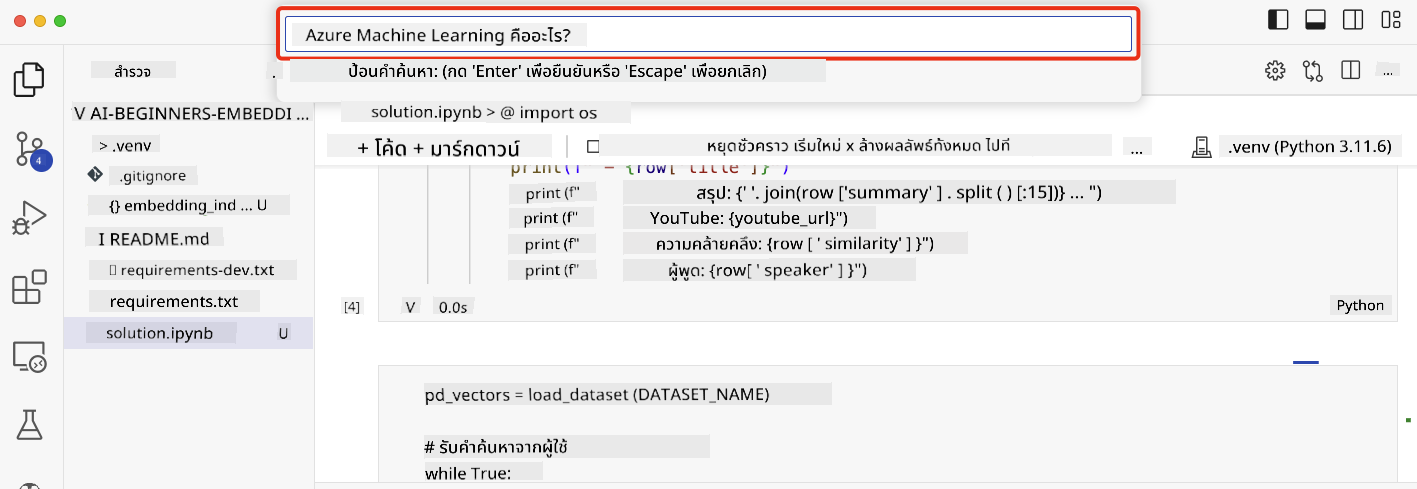 Azure Machine Learning คืออะไร?
ป้อนคำค้นหา: (กด 'Enter' เพื่อยืนยันหรือ 'Escape' เพื่อยกเลิก)
สำรวจ
V AI-BEGINNERS-EMBEDDI ...
> .venv
.gitignore
{} embedding_ind ... U
I README.md
requirements-dev.txt
requirements.txt
solution.ipynb U
4
solution.ipynb > @ import os
+ โค้ด + มาร์กดาวน์
หยุดชั่วคราว เริ่มใหม่ x ล้างผลลัพธ์ทั้งหมด ไปที่
...
.venv (Python 3.11.6)
print(f" = {row[ 'title' ]}")
print (f" สรุป: {' '. join(row ['summary' ] . split ( ) [:15])} ... ")
print (f" YouTube: {youtube_url}")
print (f" ความคล้ายคลึง: {row [ ' similarity' ] }")
print (f" ผู้พูด: {row[ ' speaker' ] }")
[4] V 0.0s
Python
pd_vectors = load_dataset (DATASET_NAME)
# รับคำค้นหาจากผู้ใช้
while True: